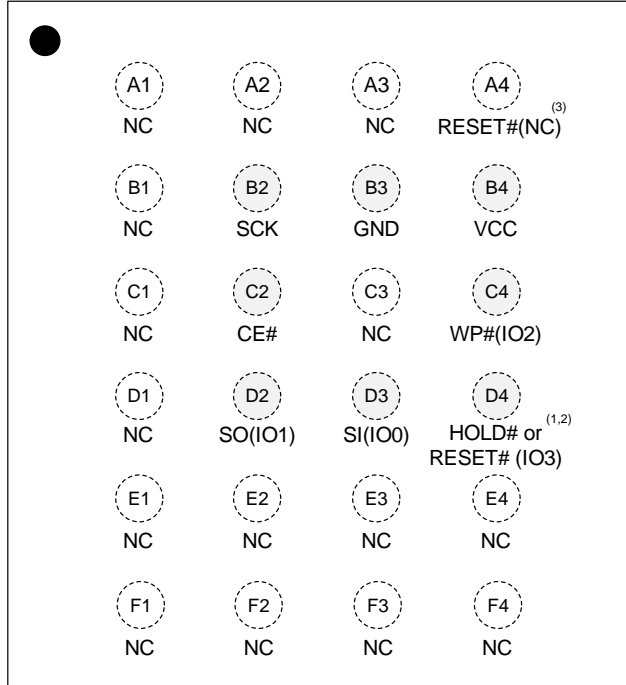 A1 A2 A3 A4
NC NC NC RESET#(NC) (3)
B1 B2 B3 B4
NC SCK GND VCC
C1 C2 C3 C4
NC CE# NC WP#(IO2)
D1 D2 D3 D4
NC SO(IO1) SI(IO0) HOLD# or (1,2)
RESET# (IO3)
E1 E2 E3 E4
NC NC NC NC
F1 F2 F3 F4
NC NC NC NC